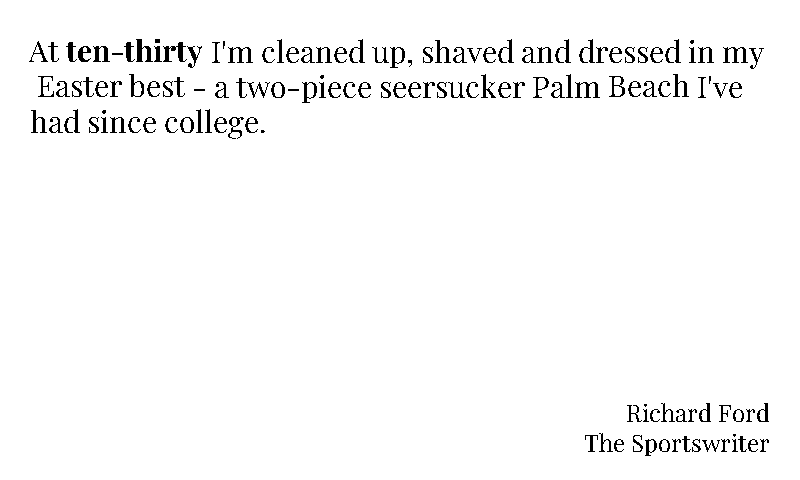 At ten-thirty I'm cleaned up, shaved and dressed in my
Easter best - a two-piece seersucker Palm Beach I've
had since college.
Richard Ford
The Sportswriter